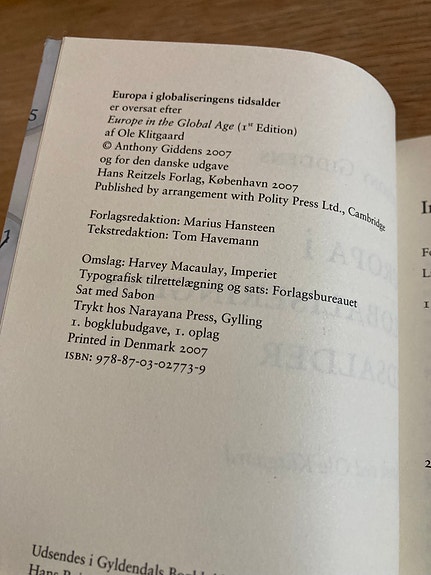 Europa i globaliseringens tidsalder
er oversat efter
Europe in the Global Age (1st Edition)
af Ole Klitgaard
© Anthony Giddens 2007
og for den danske udgave
Hans Reitzels Forlag, København 2007
Published by arrangement with Polity Press Ltd., Cambridge
Forlagsredaktion: Marius Hansteen
Tekstredaktion: Tom Havemann
Omslag: Harvey Macaulay, Imperiet
Typografisk tilrettelægning og sats: Forlagsbureauet
Sat med Sabon
Trykt hos Narayana Press, Gylling
1. bogklubudgave, 1. oplag
Printed in Denmark 2007
ISBN: 978-87-03-02773-9
Udsendes i Gyldendals
Hans